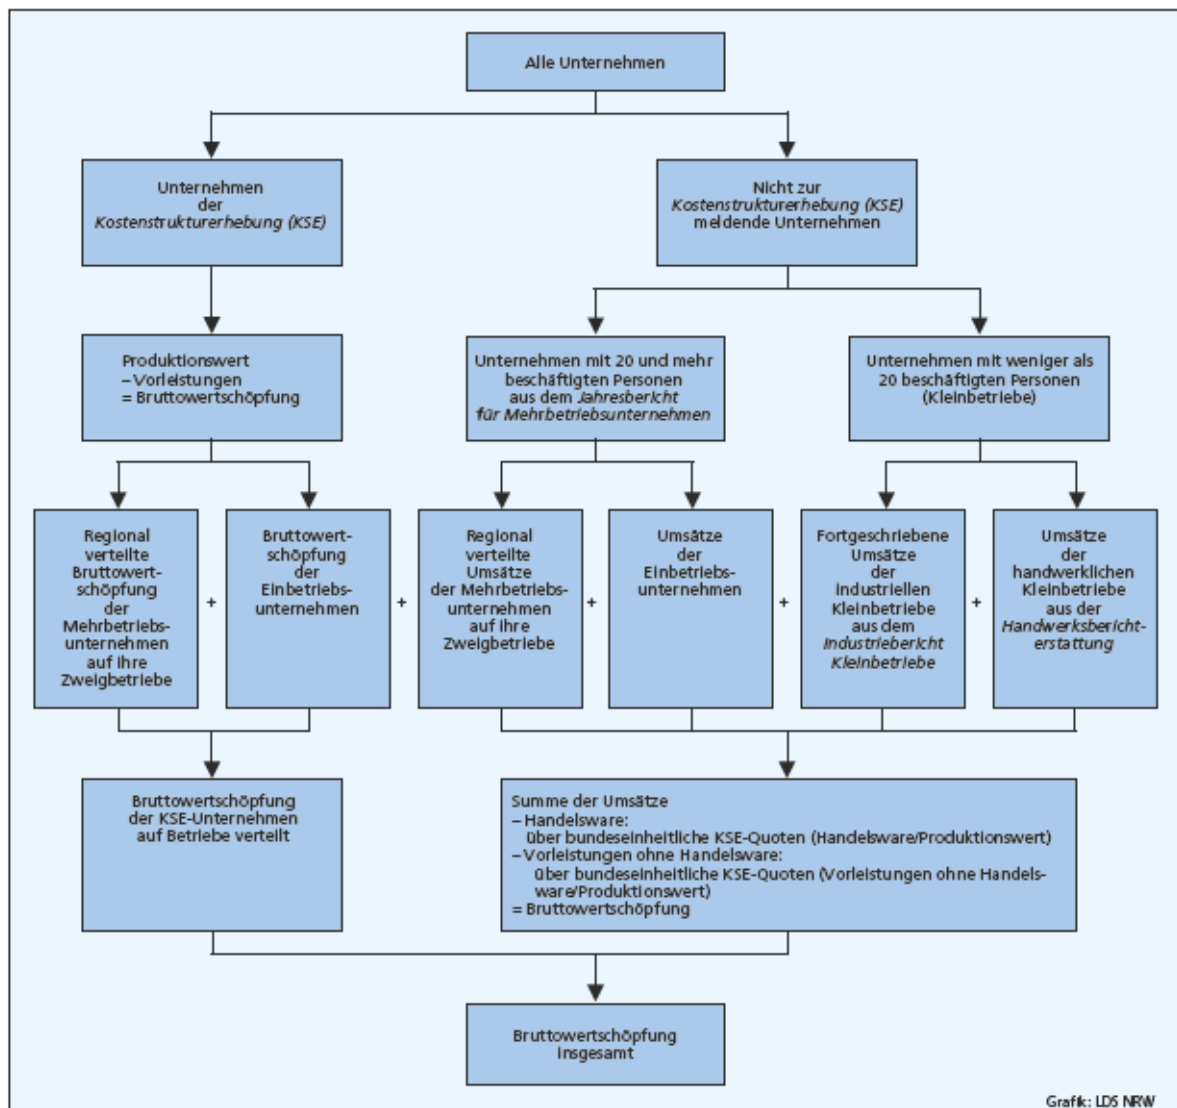 Alle Unternehmen
Unternehmen
der
Kostenstrukturerhebung (KSE)
Nicht zur
Kostenstrukturerhebung (KSE)
meldende Unternehmen
Produktionswert
– Vorleistungen
= Bruttowertschöpfung
Unternehmen mit 20 und mehr
beschäftigten Personen
aus dem Jahresbericht
für Mehrbetriebsunternehmen
Unternehmen mit weniger als
20 beschäftigten Personen
(Kleinbetriebe)
Regional
verteilte
Bruttowert-
schöpfung
der
Mehrbetriebs-
unternehmen
auf ihre
Zweigbetriebe
+
Bruttowert-
schöpfung
der
Einbetriebs-
unternehmen
+
Regional
verteilte
Umsätze
der Mehrbetriebs-
unternehmen
auf ihre
Zweigbetriebe
+
Umsätze
der
Einbetriebs-
unternehmen
+
Fortgeschriebene
Umsätze
der
industriellen
Kleinbetriebe
aus dem
Industriebericht
Kleinbetriebe
+
Umsätze
der
handwerklichen
Kleinbetriebe
aus der
Handwerksbericht-
erstattung
Bruttowertschöpfung
der KSE-Unternehmen
auf Betriebe verteilt
Summe der Umsätze
– Handelsware:
über bundeseinheitliche KSE-Quoten (Handelsware/Produktionswert)
– Vorleistungen ohne Handelsware:
über bundeseinheitliche KSE-Quoten (Vorleistungen ohne Handels-
ware/Produktionswert)
= Bruttowertschöpfung
Bruttowertschöpfung
insgesamt
Grafik: LDS NRW